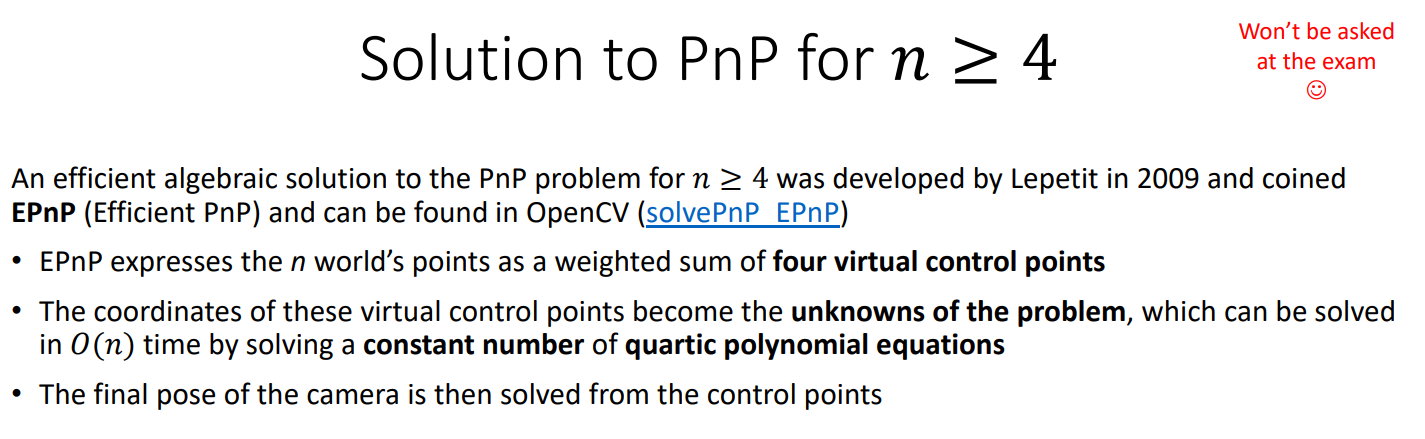 Solution to PnP for n ≥ 4
Won't be asked
at the exam
☺
An efficient algebraic solution to the PnP problem for n ≥ 4 was developed by Lepetit in 2009 and coined
EPnP (Efficient PnP) and can be found in OpenCV (solvePnP_EPnP)
• EPnP expresses the n world's points as a weighted sum of four virtual control points
• The coordinates of these virtual control points become the unknowns of the problem, which can be solved
in O(n) time by solving a constant number of quartic polynomial equations
• The final pose of the camera is then solved from the control points